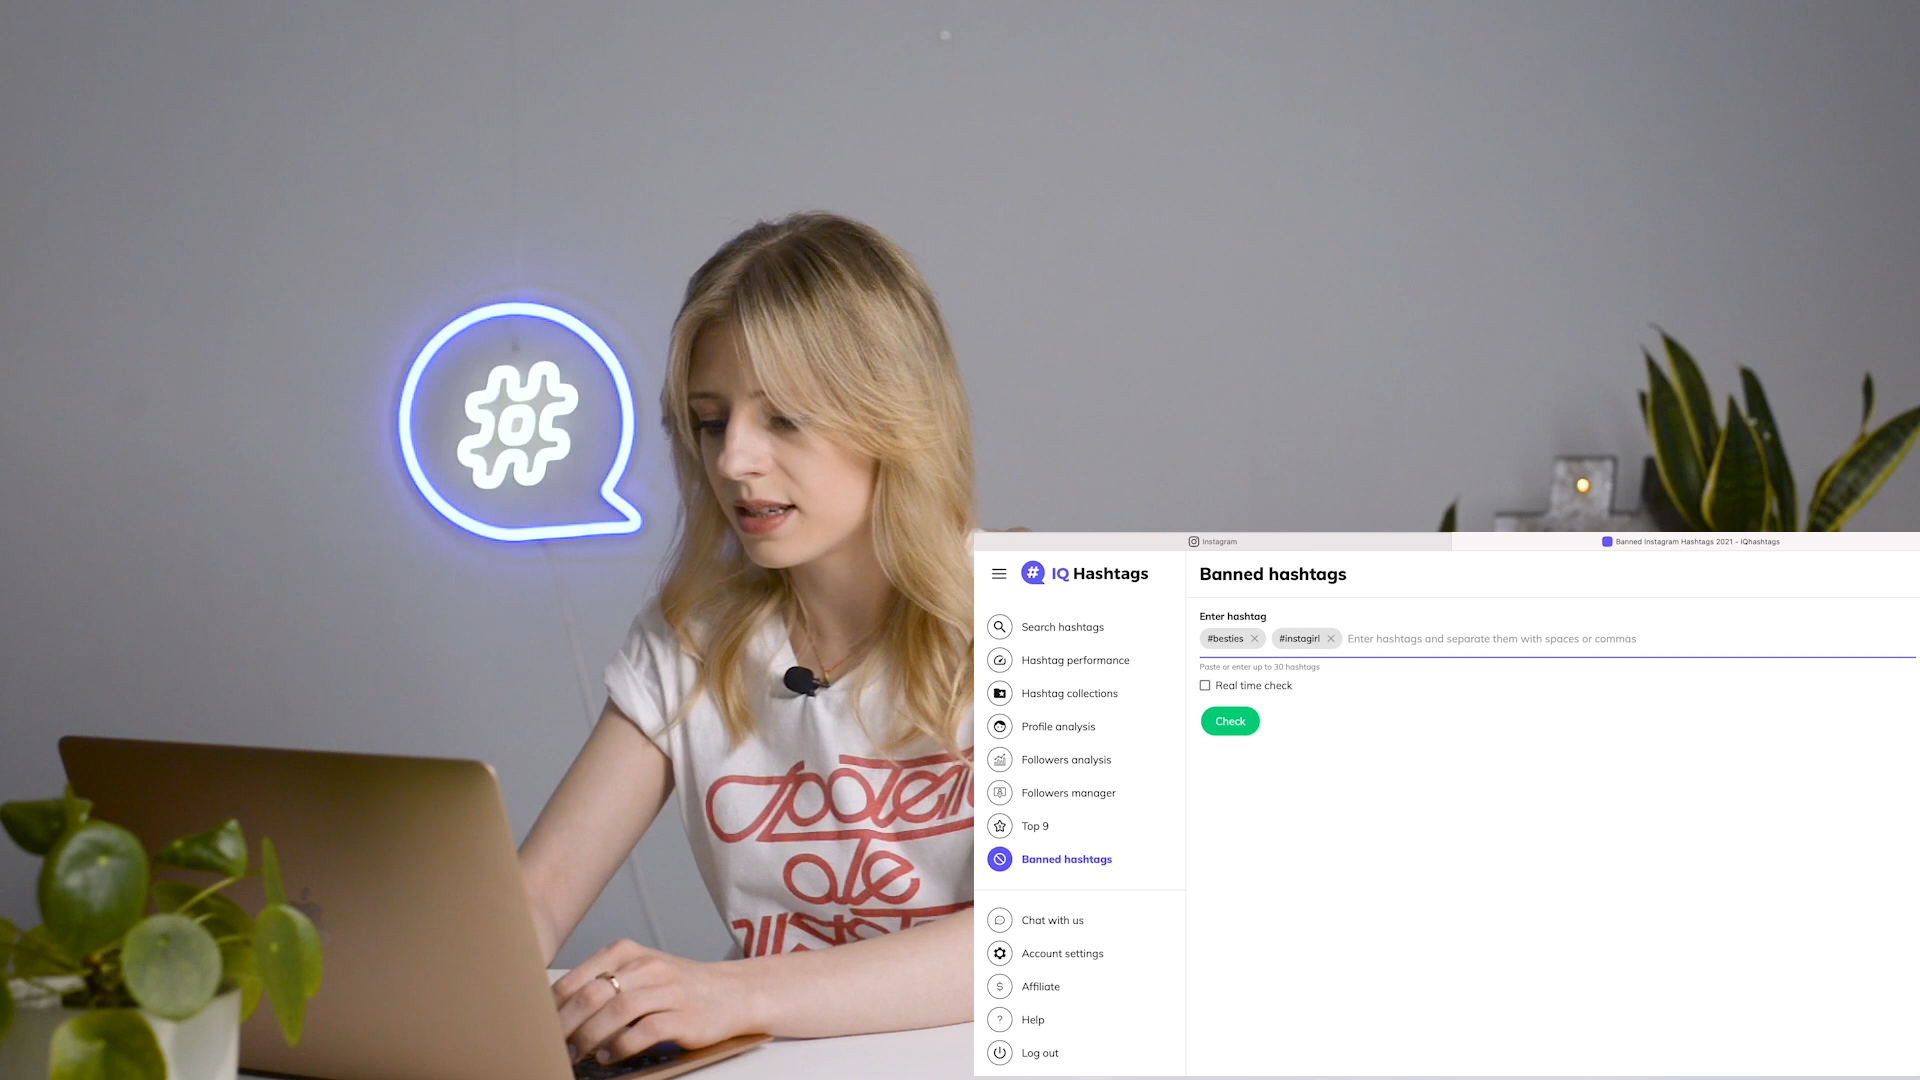 #
Instagram
Banned Instagram Hashtags 2021 - IQhashtags
# IQ Hashtags
Banned hashtags
Enter hashtag
#besties #instagirl Enter hashtags and separate them with spaces or commas
Paste or enter up to 30 hashtags
Real time check
Check
Search hashtags
Hashtag performance
Hashtag collections
Profile analysis
Followers analysis
Followers manager
Top 9
Banned hashtags
Chat with us
Account settings
$ Affiliate
? Help
Log out